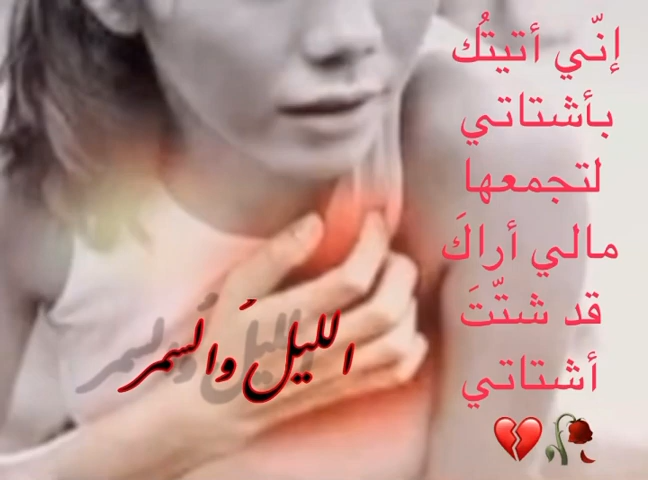 إنّي أتيتُك
بأشتاتي
لتجمعها
مالي أراكَ
قد شتّتَ
أشتاتي
💔🥀
الليل والسمر